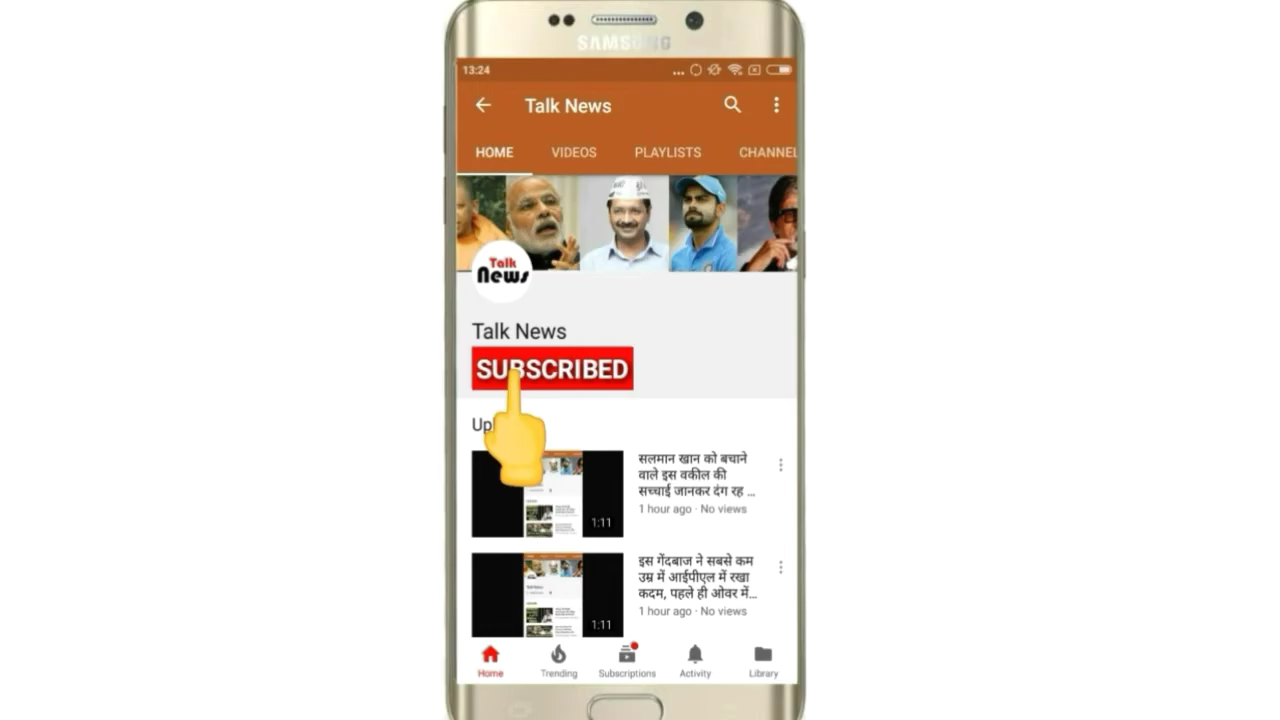 SAMSUNG
13:24
Talk News
HOME VIDEOS PLAYLISTS CHANNEL
Talk
News
Talk News
SUBSCRIBED
Up
सलमान खान को बचाने
वाले इस वकील की
सच्चाई जानकर दंग रह ...
1 hour ago · No views
1:11
इस गेंदबाज ने सबसे कम
उम्र में आईपीएल में रखा
कदम, पहले ही ओवर में...
1 hour ago · No views
1:11
Home Trending Subscriptions Activity Library